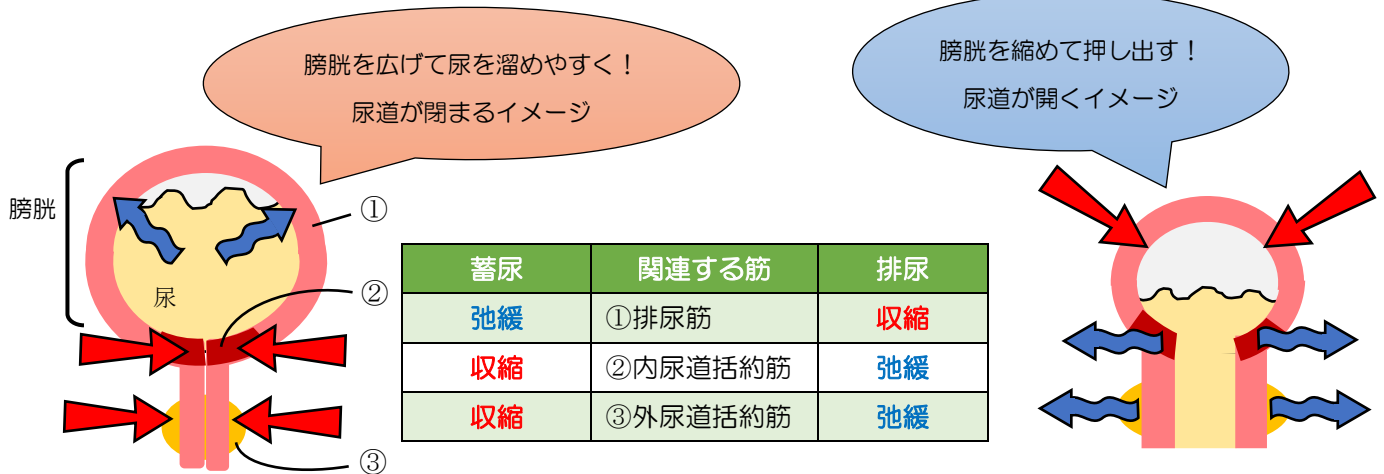 膀胱を広げて尿を溜めやすく！
尿道が閉まるイメージ
膀胱を縮めて押し出す！
尿道が開くイメージ
膀胱
①
②
尿
③
蓄尿 関連する筋 排尿
弛緩 ①排尿筋 収縮
収縮 ②内尿道括約筋 弛緩
収縮 ③外尿道括約筋 弛緩